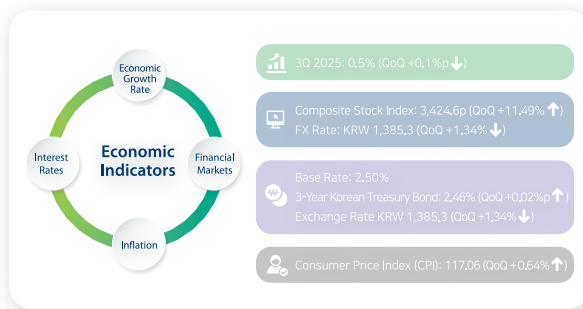 Economic
Growth
Rate
Interest
Rates
Economic
Indicators
Financial
Markets
Inflation
3Q 2025: 0.5% (QoQ +0.1%p↓)
Composite Stock Index: 3,424.6p (QoQ +11.49%↑)
FX Rate: KRW 1,385.3 (QoQ +1.34%↓)
Base Rate: 2.50%
3-Year Korean Treasury Bond: 2.46% (QoQ +0.02%p↑)
Exchange Rate KRW 1,385.3 (QoQ +1.34%↓)
Consumer Price Index (CPI): 117.06 (QoQ +0.64%↑)